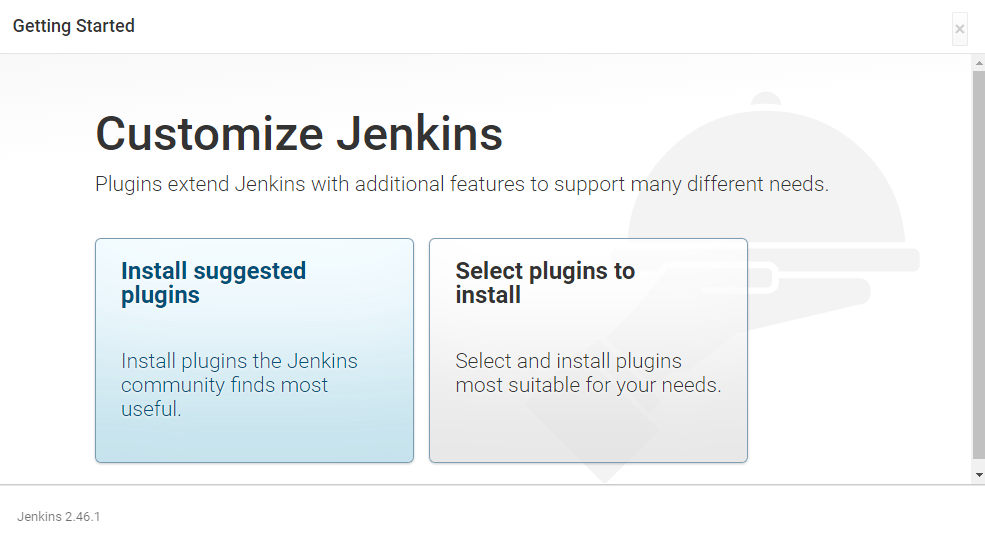 Getting Started
×
Customize Jenkins
Plugins extend Jenkins with additional features to support many different needs.
Install suggested
plugins
Install plugins the Jenkins
community finds most
useful.
Select plugins to
install
Select and install plugins
most suitable for your needs.
Jenkins 2.46.1